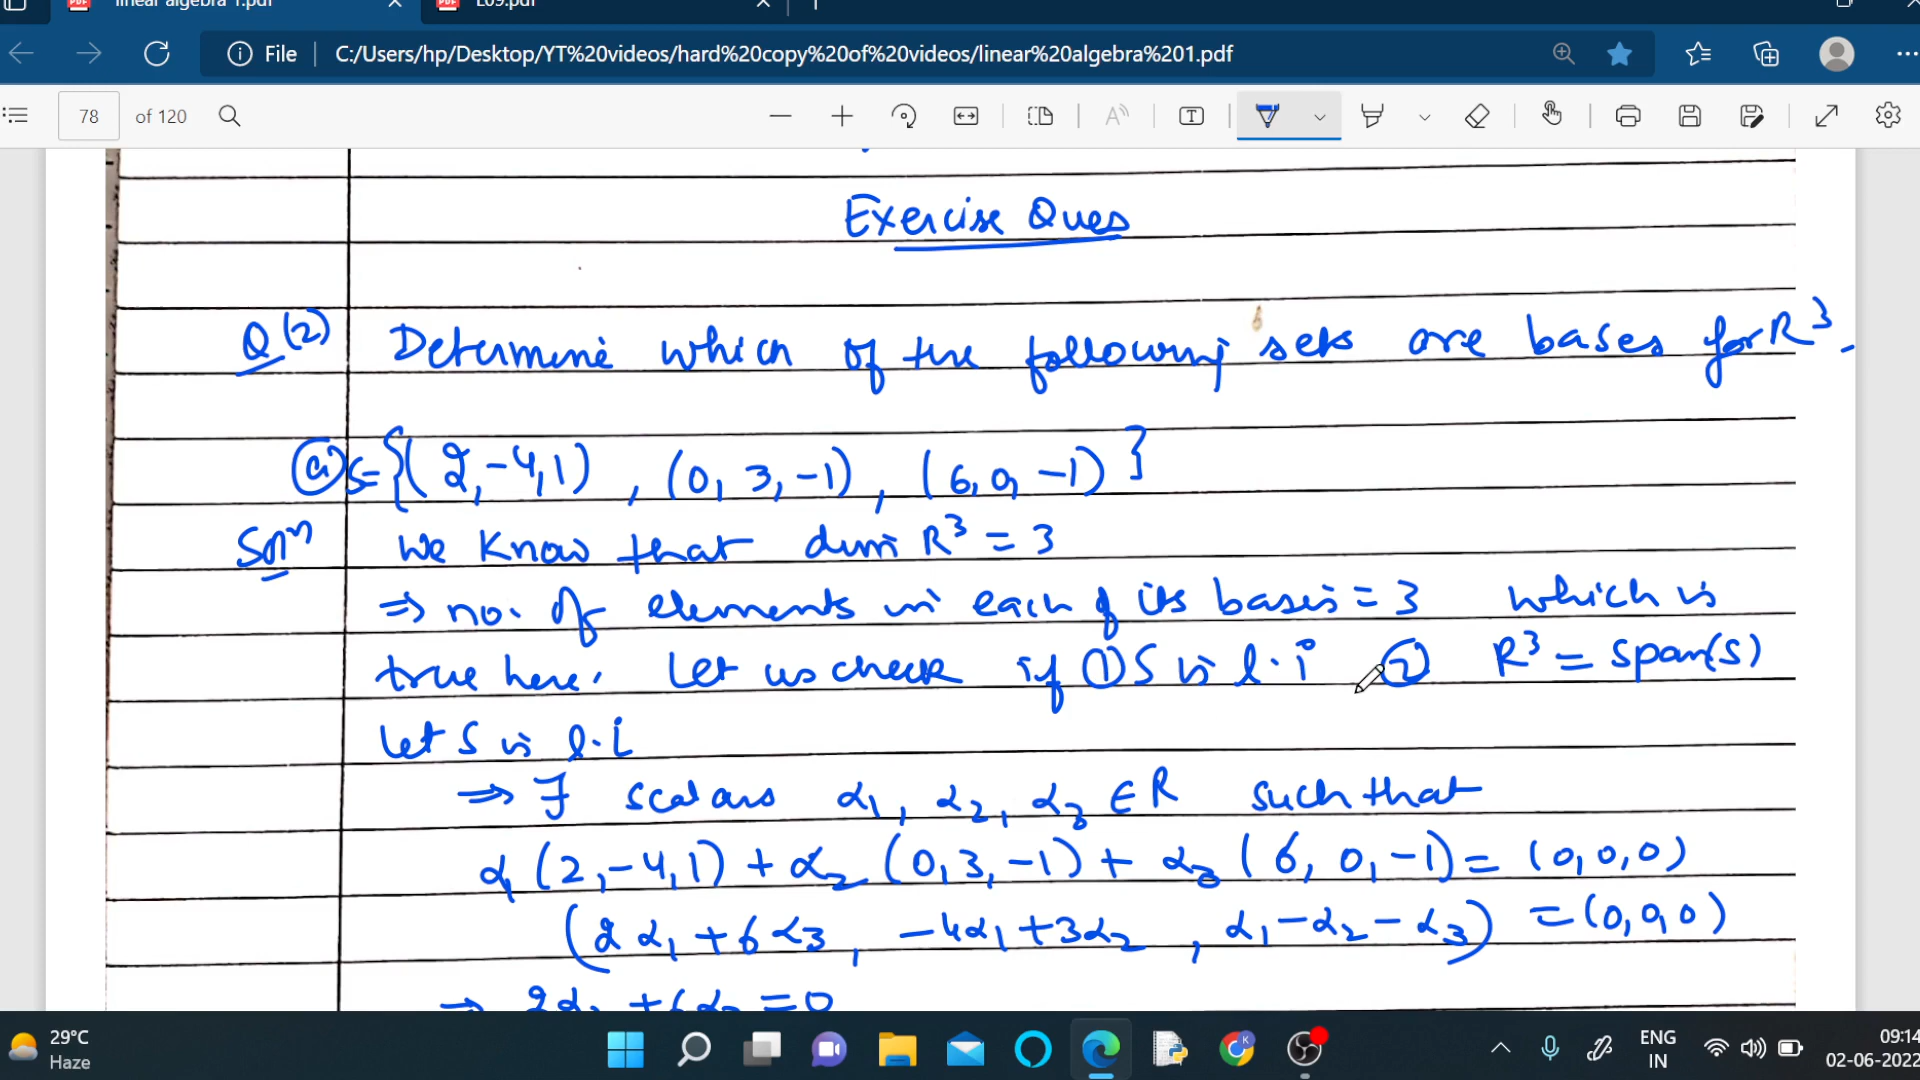 linear algebra 1.pdf
L09.pdf
File
C:/Users/hp/Desktop/YT%20videos/hard%20copy%20of%20videos/linear%20algebra%201.pdf
78 of 120
Exercise Ques
Q(2) Determine which of the following sets are bases for R³.
(a) S = {(2, -4, 1), (0, 3, -1), (6, 0, -1)}
Solⁿ We know that dim R³ = 3
⇒ no. of elements in each of its basis = 3 which is
true here. Let us check if ① S is l.i ② R³ = span(S)
Let S is l.i
⇒ ∃ scalars α₁, α₂, α₃ ∈ R such that
α₁(2, -4, 1) + α₂(0, 3, -1) + α₃(6, 0, -1) = (0, 0, 0)
(2α₁ + 6α₃, -4α₁ + 3α₂, α₁ - α₂ - α₃) = (0, 0, 0)
⇒ 2α₁ + 6α₃ = 0
29°C
Haze
ENG
IN
09:14
02-06-2022